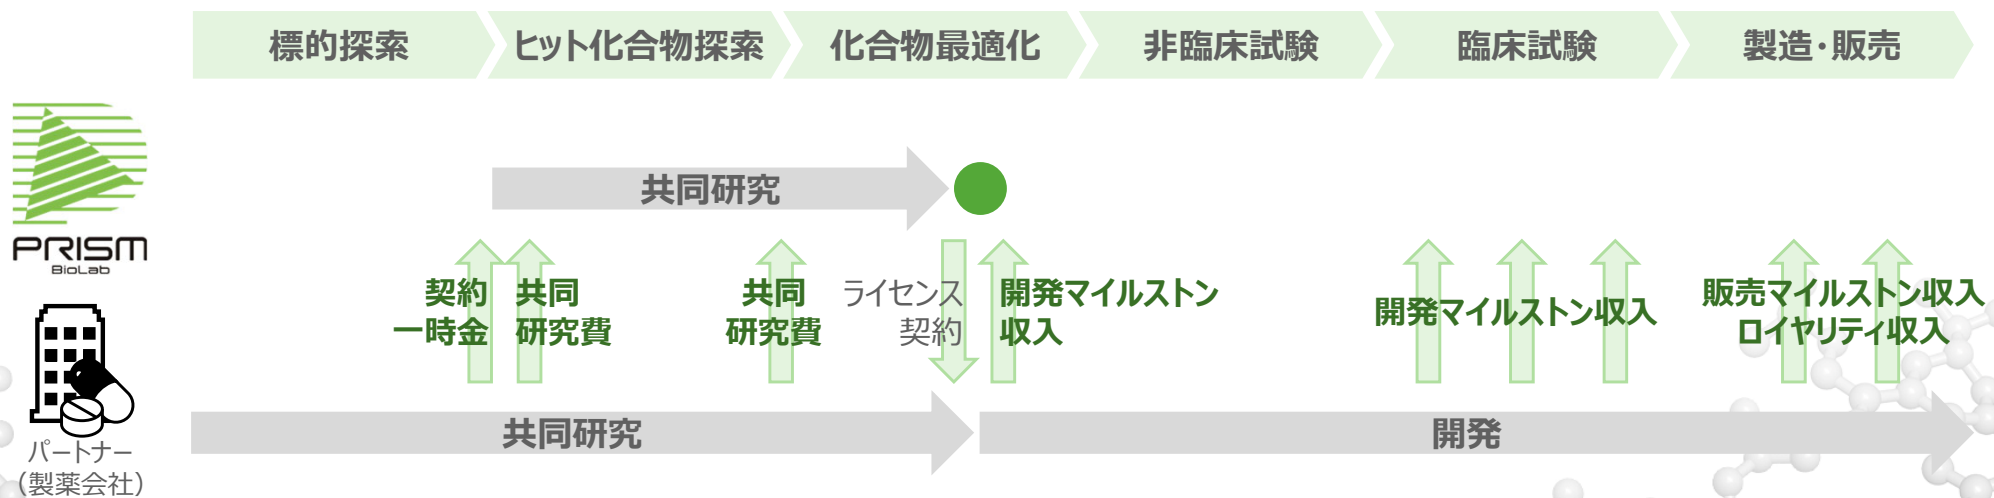 標的探索
ヒット化合物探索
化合物最適化
非臨床試験
臨床試験
製造・販売
PRISM
BioLab
共同研究
契約
一時金
共同
研究費
共同
研究費
ライセンス
契約
開発マイルストン
収入
開発マイルストン収入
販売マイルストン収入
ロイヤリティ収入
パートナー
（製薬会社）
共同研究
開発